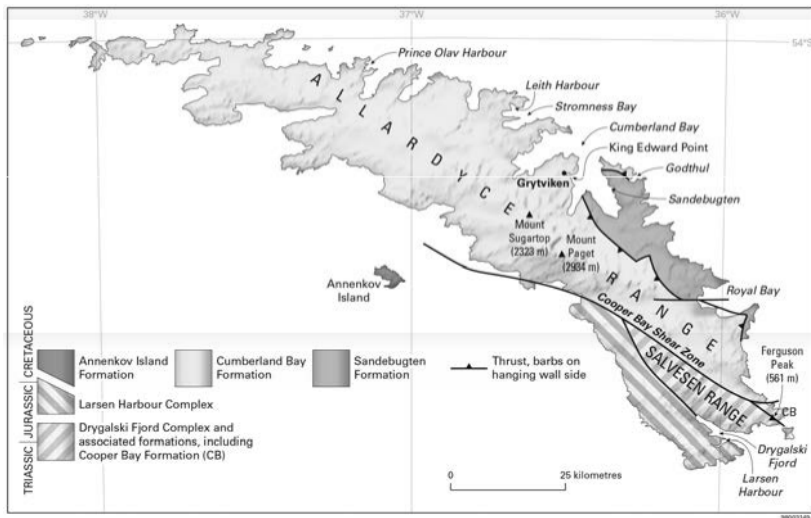 38°W
37°W
36°W
54°S
Prince Olav Harbour
Leith Harbour
Stromness Bay
Cumberland Bay
King Edward Point
Godthul
Grytviken
Sandebugten
ALLARDYCE
Mount
Sugartop
(2323 m)
Mount
Paget
(2934 m)
RANGE
Annenkov
Island
Royal Bay
Cooper Bay Shear Zone
SALVESEN RANGE
Ferguson
Peak
(561 m)
CB
Drygalski
Fjord
Larsen
Harbour
TRIASSIC JURASSIC CRETACEOUS
Annenkov Island
Formation
Cumberland Bay
Formation
Sandebugten
Formation
Thrust, barbs on
hanging wall side
Larsen Harbour Complex
Drygalski Fjord Complex and
associated formations, including
Cooper Bay Formation (CB)
0 25 kilometres